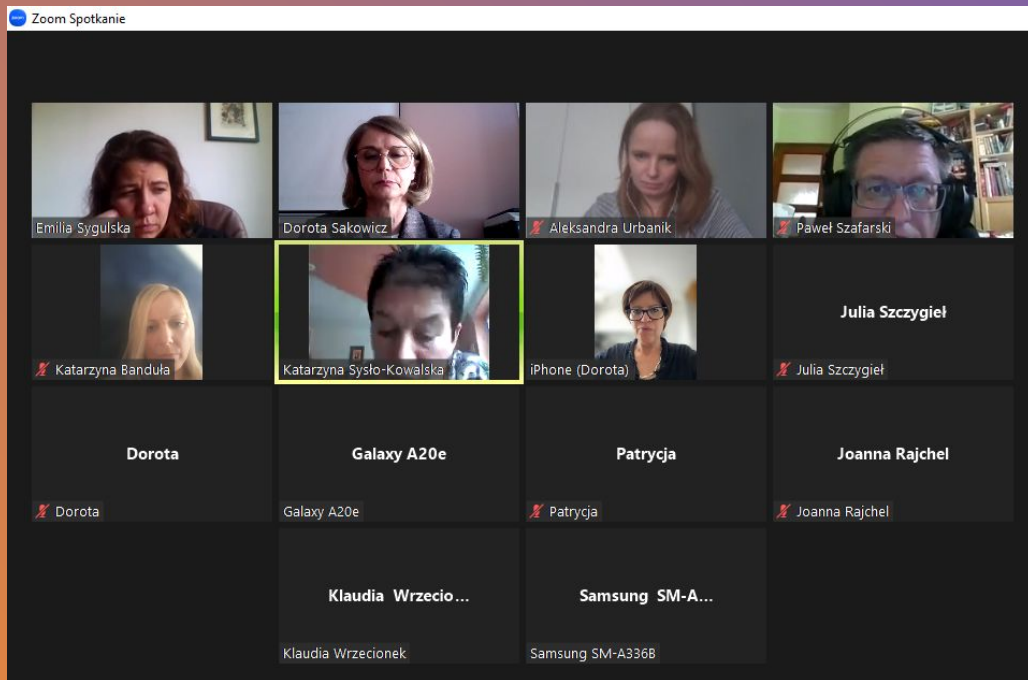 zoom Zoom Spotkanie
Emilia Sygulska
Dorota Sakowicz
Aleksandra Urbanik
Paweł Szafarski
Katarzyna Banduła
Katarzyna Sysło-Kowalska
iPhone (Dorota)
Julia Szczygieł
Julia Szczygieł
Dorota
Dorota
Galaxy A20e
Galaxy A20e
Patrycja
Patrycja
Joanna Rajchel
Joanna Rajchel
Klaudia Wrzecio...
Klaudia Wrzecionek
Samsung SM-A...
Samsung SM-A336B